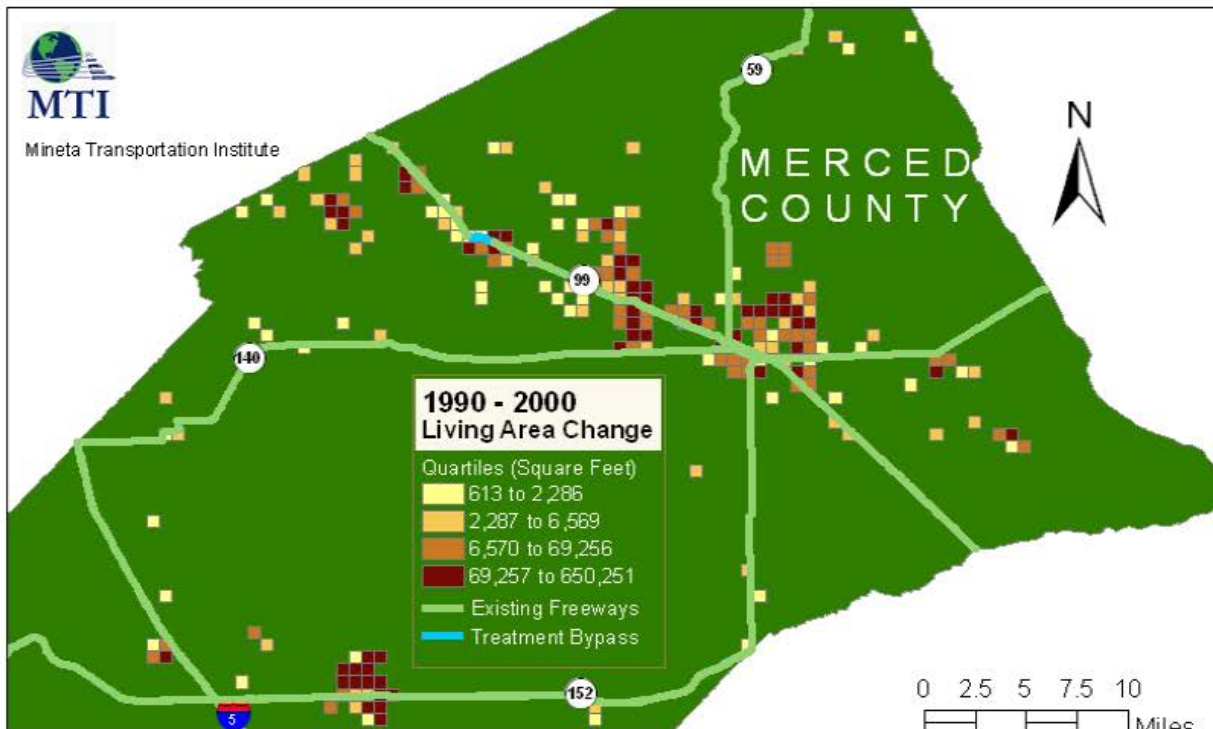 MTI
Mineta Transportation Institute
59
N
MERCED
COUNTY
99
140
1990 - 2000
Living Area Change
Quartiles (Square Feet)
613 to 2,286
2,287 to 6,569
6,570 to 69,256
69,257 to 650,251
Existing Freeways
Treatment Bypass
152
5
0 2.5 5 7.5 10
Miles